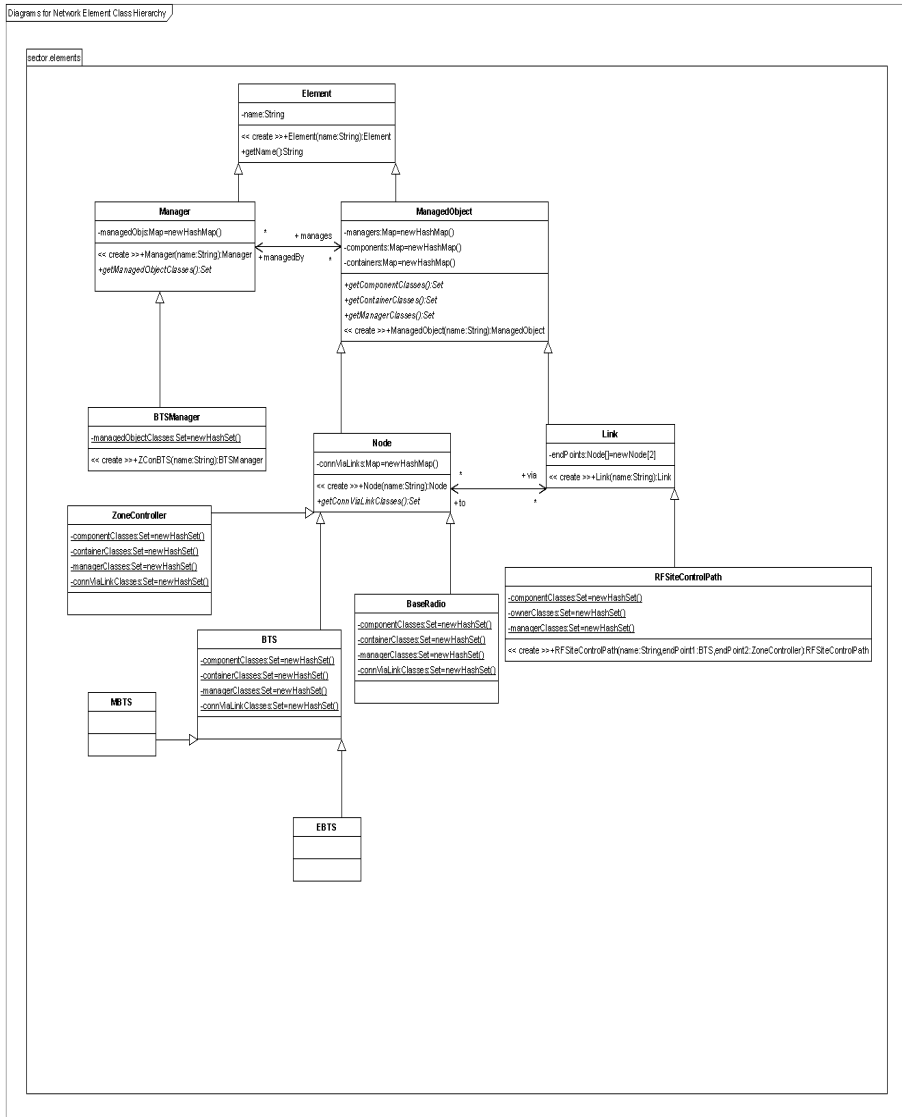 Diagrams for Network Element Class Hierarchy
sector.elements
Element
-name:String
<< create >>+Element(name:String):Element
+getName():String
Manager
-managedObjs:Map=newHashMap()
<< create >>+Manager(name:String):Manager
+getManagedObjectClasses():Set
*
+ manages
+managedBy
*
ManagedObject
-managers:Map=newHashMap()
-components:Map=newHashMap()
-containers:Map=newHashMap()
+getComponentClasses():Set
+getContainerClasses():Set
+getManagerClasses():Set
<< create >>+ManagedObject(name:String):ManagedObject
BTSManager
-managedObjectClasses:Set=newHashSet()
<< create>>+ZConBTS(name:String):BTSManager
Node
-connViaLinks:Map=newHashMap()
<< create >>+Node(name:String):Node
+getConnViaLinkClasses():Set
*
+ via
+to
*
Link
-endPoints:Node[]=newNode[2]
<< create >>+Link(name:String):Link
ZoneController
-componentClasses:Set=newHashSet()
-containerClasses:Set=newHashSet()
-managerClasses:Set=newHashSet()
-connViaLinkClasses:Set=newHashSet()
BaseRadio
-componentClasses:Set=newHashSet()
-containerClasses:Set=newHashSet()
-managerClasses:Set=newHashSet()
-connViaLinkClasses:Set=newHashSet()
RFSiteControlPath
-componentClasses:Set=newHashSet()
-ownerClasses:Set=newHashSet()
-managerClasses:Set=newHashSet()
<< create >>+RFSiteControlPath(name:String,endPoint1:BTS,endPoint2:ZoneController):RFSiteControlPath
BTS
-componentClasses:Set=newHashSet()
-containerClasses:Set=newHashSet()
-managerClasses:Set=newHashSet()
-connViaLinkClasses:Set=newHashSet()
MBTS
EBTS